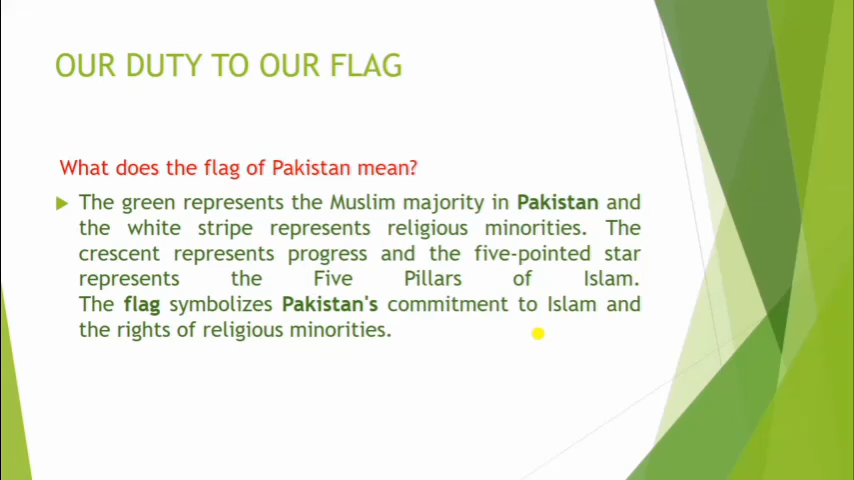 OUR DUTY TO OUR FLAG
What does the flag of Pakistan mean?
The green represents the Muslim majority in Pakistan and
the white stripe represents religious minorities. The
crescent represents progress and the five-pointed star
represents the Five Pillars of Islam.
The flag symbolizes Pakistan's commitment to Islam and
the rights of religious minorities.